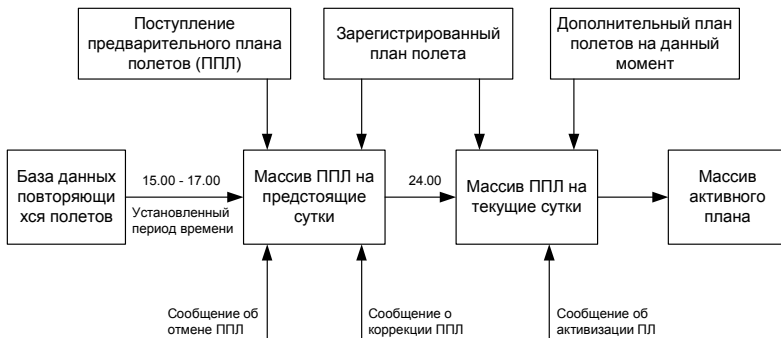 Поступление
предварительного плана
полетов (ППЛ)
Зарегистрированный
план полета
Дополнительный план
полетов на данный
момент
База данных
повторяющи
хся полетов
15.00 - 17.00
Установленный
период времени
Массив ППЛ на
предстоящие
сутки
24.00
Массив ППЛ на
текущие сутки
Массив
активного
плана
Сообщение об
отмене ППЛ
Сообщение о
коррекции ППЛ
Сообщение об
активизации ПЛ